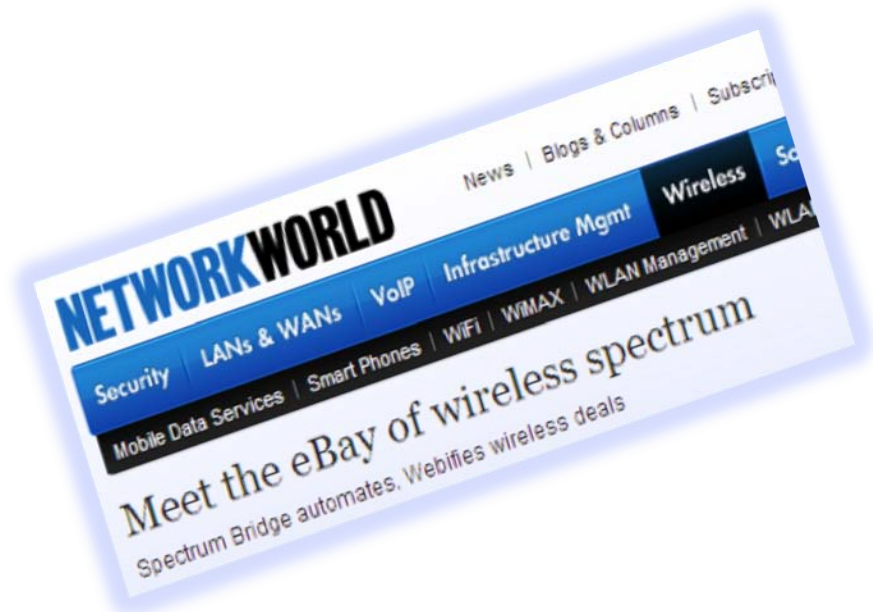 News | Blogs & Columns | Subscri
NETWORKWORLD
Security LANs & WANs VoIP Infrastructure Mgmt Wireless
Mobile Data Services | Smart Phones | WiFi | WiMAX | WLAN Management | WLA
Meet the eBay of wireless spectrum
Spectrum Bridge automates, Webifies wireless deals